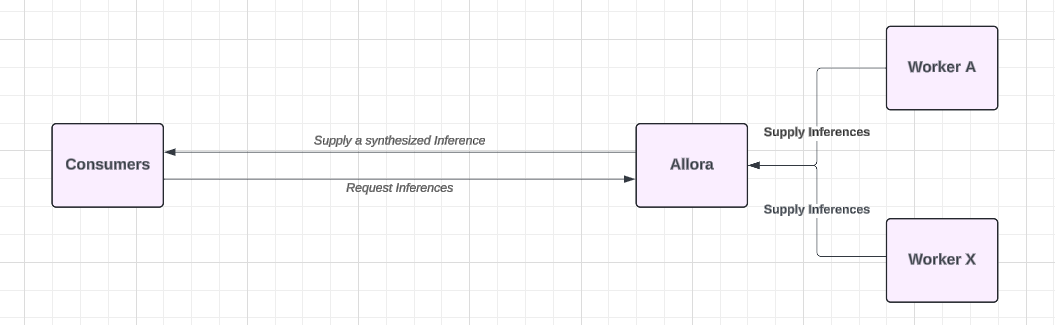 Worker A
Supply Inferences
Supply a synthesized Inference
Consumers
Allora
Request Inferences
Supply Inferences
Worker X